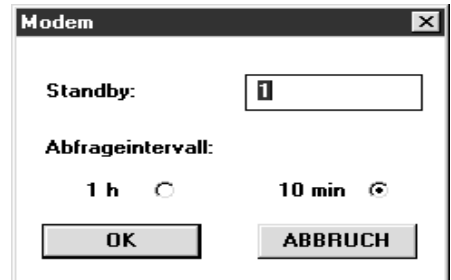 Modem
Standby: 1
Abfrageintervall:
1 h 10 min
OK ABBRUCH